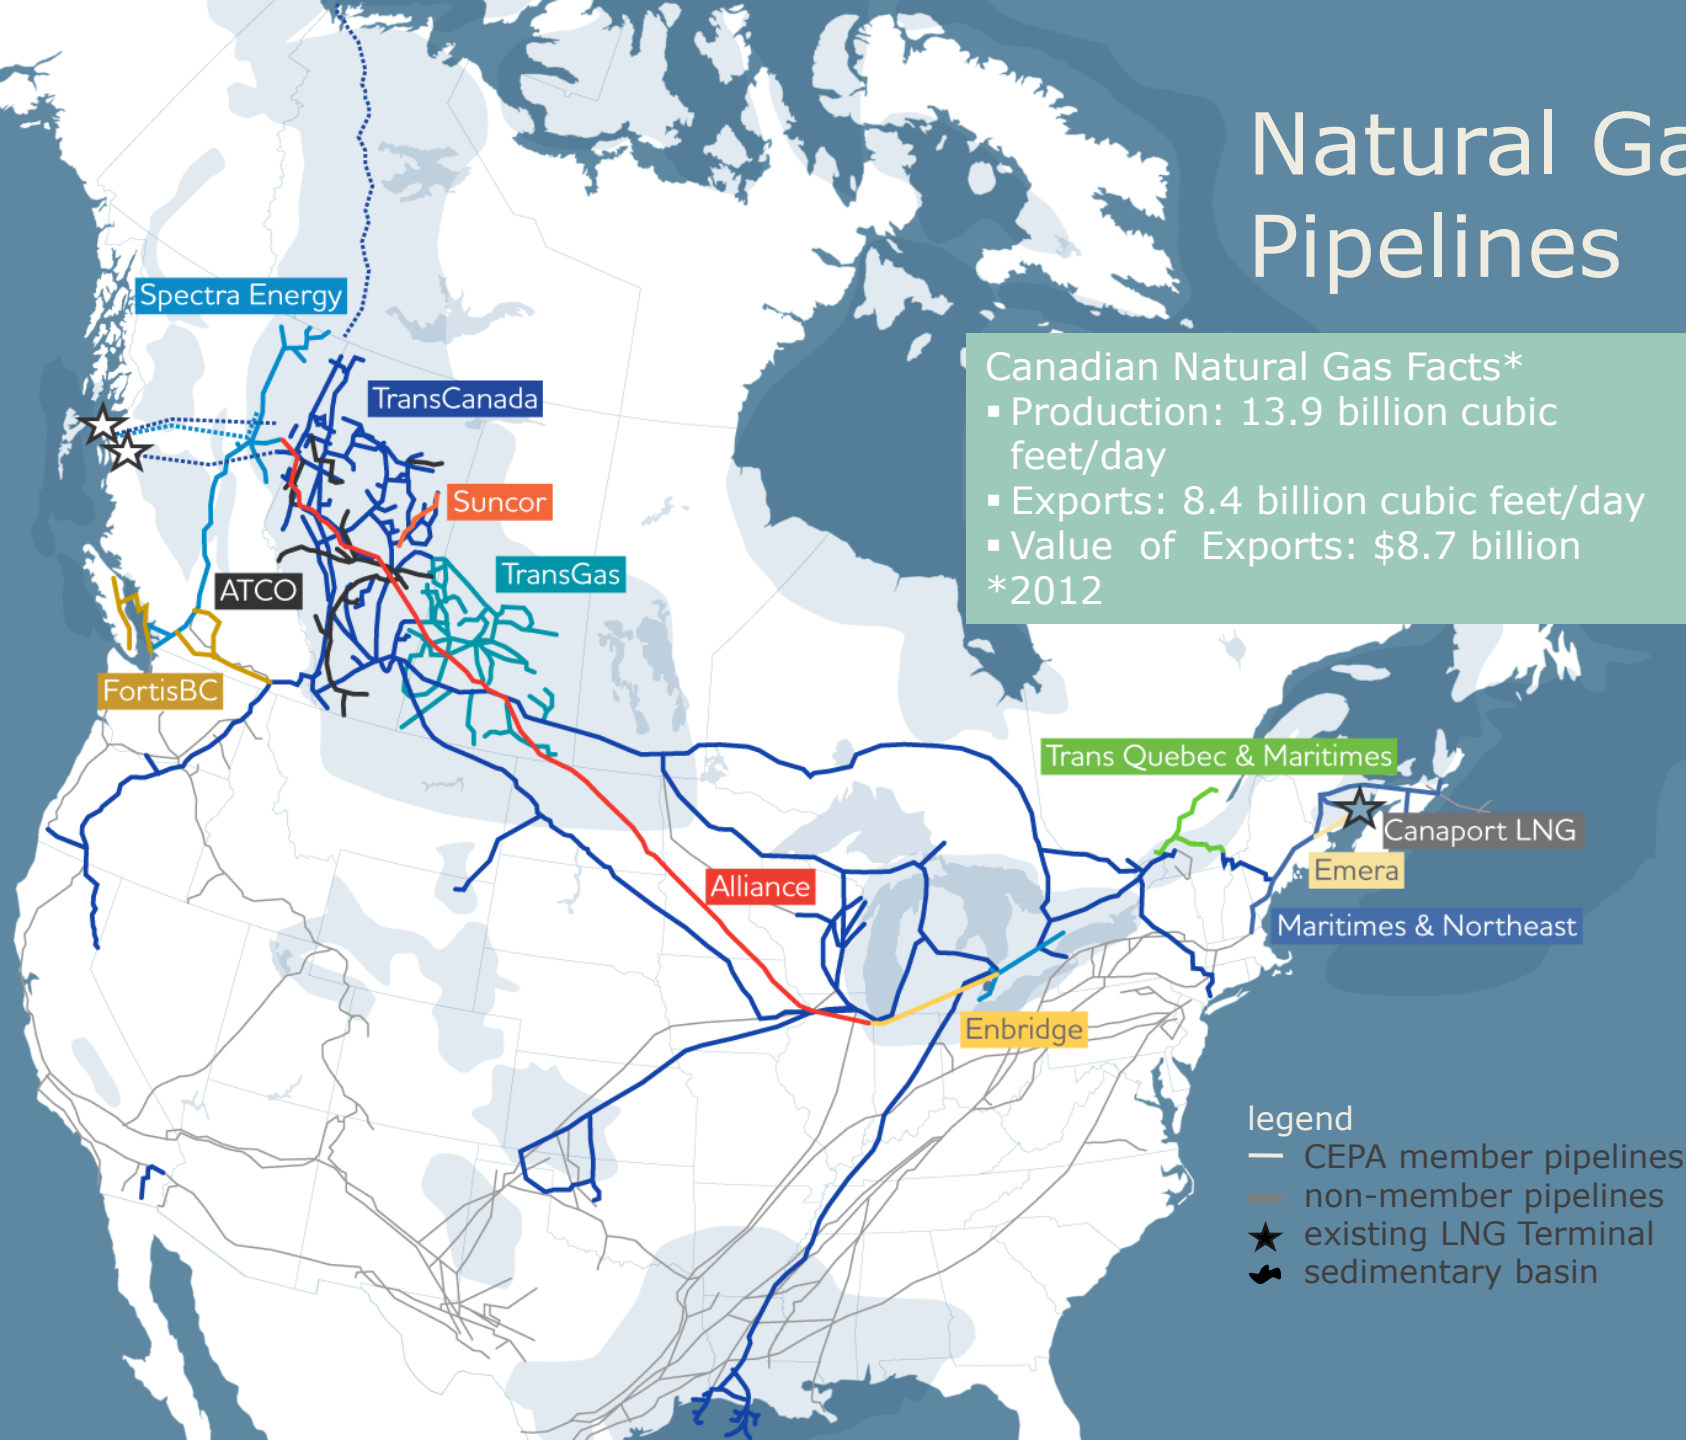 Natural Ga
Pipelines
Spectra Energy
Canadian Natural Gas Facts*
▪ Production: 13.9 billion cubic
feet/day
▪ Exports: 8.4 billion cubic feet/day
▪ Value of Exports: $8.7 billion
*2012
TransCanada
Suncor
TransGas
ATCO
FortisBC
Trans Quebec & Maritimes
Canaport LNG
Emera
Alliance
Maritimes & Northeast
Enbridge
legend
CEPA member pipelines
non-member pipelines
existing LNG Terminal
sedimentary basin